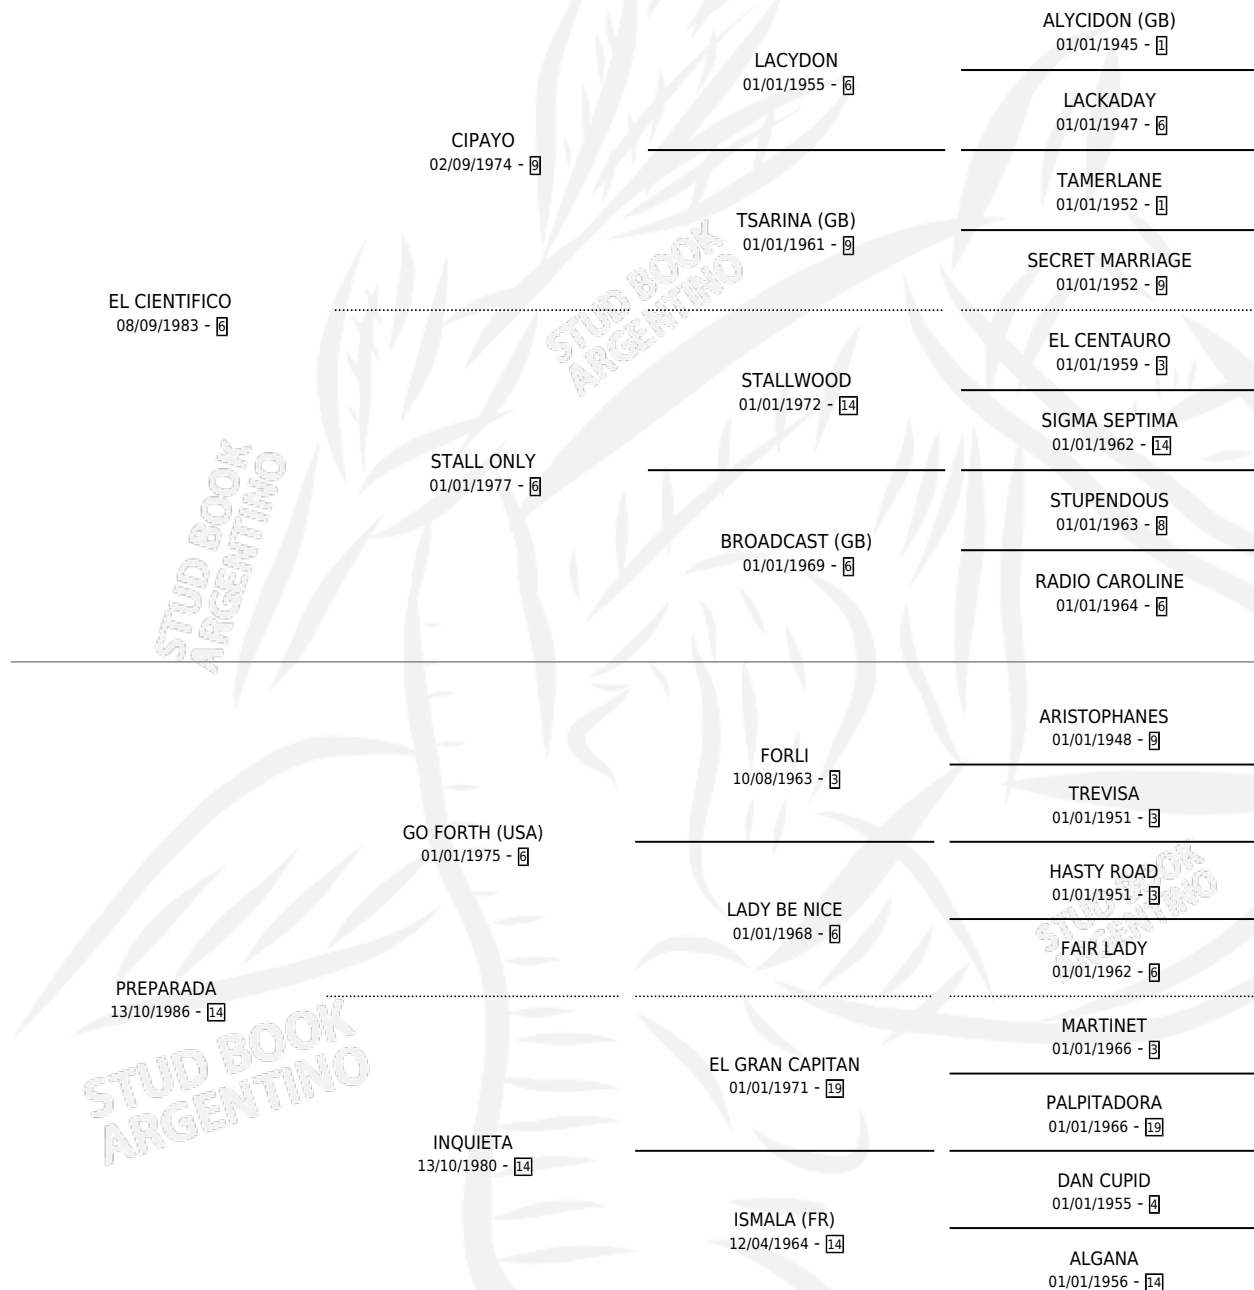 ALYCIDON (GB)
01/01/1945 - 1
LACYDON
01/01/1955 - 6
LACKADAY
01/01/1947 - 6
CIPAYO
02/09/1974 - 9
TAMERLANE
01/01/1952 - 1
TSARINA (GB)
01/01/1961 - 9
SECRET MARRIAGE
01/01/1952 - 9
EL CIENTIFICO
08/09/1983 - 6
EL CENTAURO
01/01/1959 - 3
STALLWOOD
01/01/1972 - 14
SIGMA SEPTIMA
01/01/1962 - 14
STALL ONLY
01/01/1977 - 6
STUPENDOUS
01/01/1963 - 8
BROADCAST (GB)
01/01/1969 - 6
RADIO CAROLINE
01/01/1964 - 6
ARISTOPHANES
01/01/1948 - 9
FORLI
10/08/1963 - 3
TREVISA
01/01/1951 - 3
GO FORTH (USA)
01/01/1975 - 6
HASTY ROAD
01/01/1951 - 3
LADY BE NICE
01/01/1968 - 6
FAIR LADY
01/01/1962 - 6
PREPARADA
13/10/1986 - 14
MARTINET
01/01/1966 - 3
EL GRAN CAPITAN
01/01/1971 - 19
PALPITADORA
01/01/1966 - 19
INQUIETA
13/10/1980 - 14
DAN CUPID
01/01/1955 - 4
ISMALA (FR)
12/04/1964 - 14
ALGANA
01/01/1956 - 14
STUD BOOK
ARGENTINO
STUD BOOK
ARGENTINO
STUD BOOK
ARGENTINO
STUD BOOK
ARGENTINO